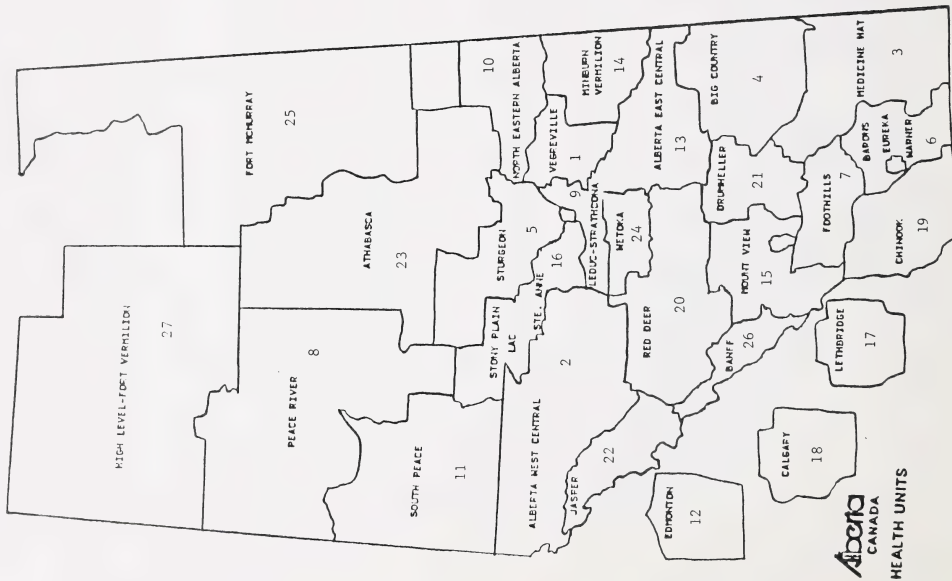 HIGH LEVEL-FORT VERMILION
27
FORT MCMURRAY
25
PEACE RIVER
8
ATHABASCA
23
SOUTH PEACE
11
NORTH EASTERN ALBERTA
10
STURGEON
5
VEGREVILLE
1
MINBURN
VERMILION
14
STONY PLAIN
LAC
STE. ANNE
16
LEDUC-STRATHCONA
9
ALBERTA WEST CENTRAL
2
WETOKA
24
ALBERTA EAST CENTRAL
13
JASPER
22
RED DEER
20
BIG COUNTRY
4
DRUMHELLER
21
MOUNT VIEW
15
BANFF
26
FOOTHILLS
7
MEDICINE HAT
3
BARONS
EUREKA
WARNER
6
CHINOOK
19
EDMONTON
12
CALGARY
18
LETHBRIDGE
17
Alberta
CANADA
HEALTH UNITS